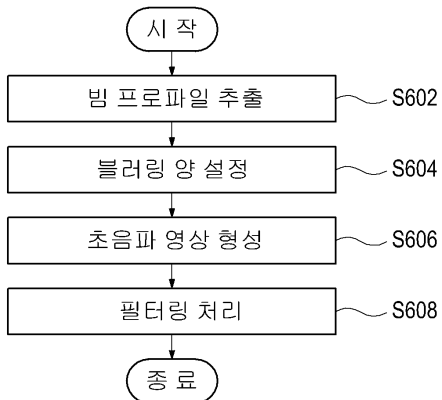 시 작
빔 프로파일 추출 S602
블러링 양 설정 S604
초음파 영상 형성 S606
필터링 처리 S608
종 료